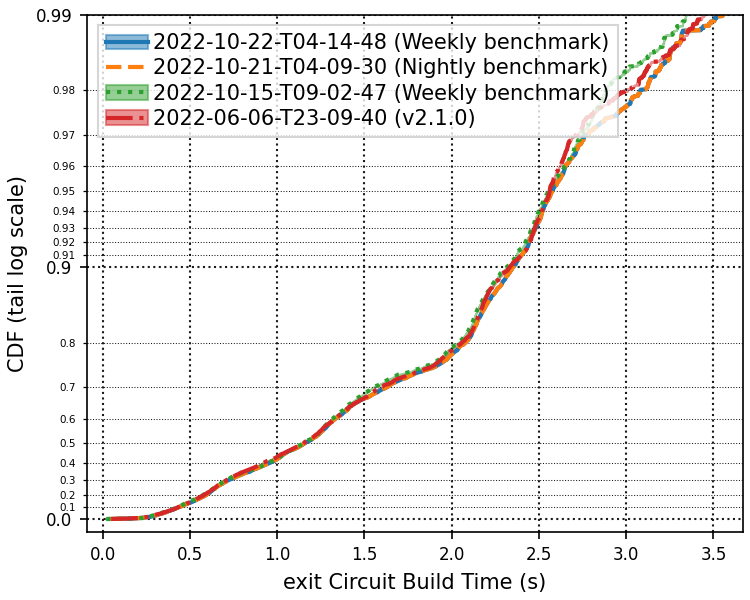 0.99
0.98
0.97
0.96
0.95
0.94
0.93
0.92
0.91
0.9
0.8
0.7
0.6
0.5
0.4
0.3
0.2
0.1
0.0
CDF (tail log scale)
2022-10-22-T04-14-48 (Weekly benchmark)
2022-10-21-T04-09-30 (Nightly benchmark)
2022-10-15-T09-02-47 (Weekly benchmark)
2022-06-06-T23-09-40 (v2.1.0)
0.0 0.5 1.0 1.5 2.0 2.5 3.0 3.5
exit Circuit Build Time (s)